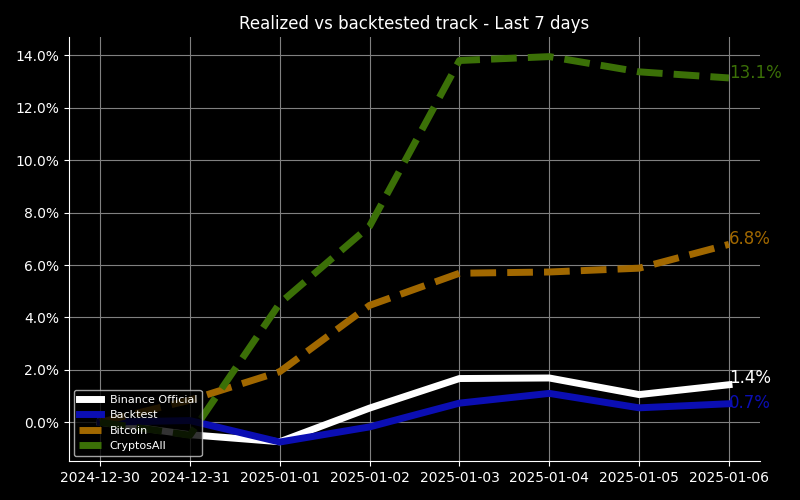 Realized vs backtested track - Last 7 days
14.0%
12.0%
10.0%
8.0%
6.0%
4.0%
2.0%
0.0%
13.1%
6.8%
1.4%
0.7%
Binance Official
Backtest
Bitcoin
CryptosAll
2024-12-30 2024-12-31 2025-01-01 2025-01-02 2025-01-03 2025-01-04 2025-01-05 2025-01-06